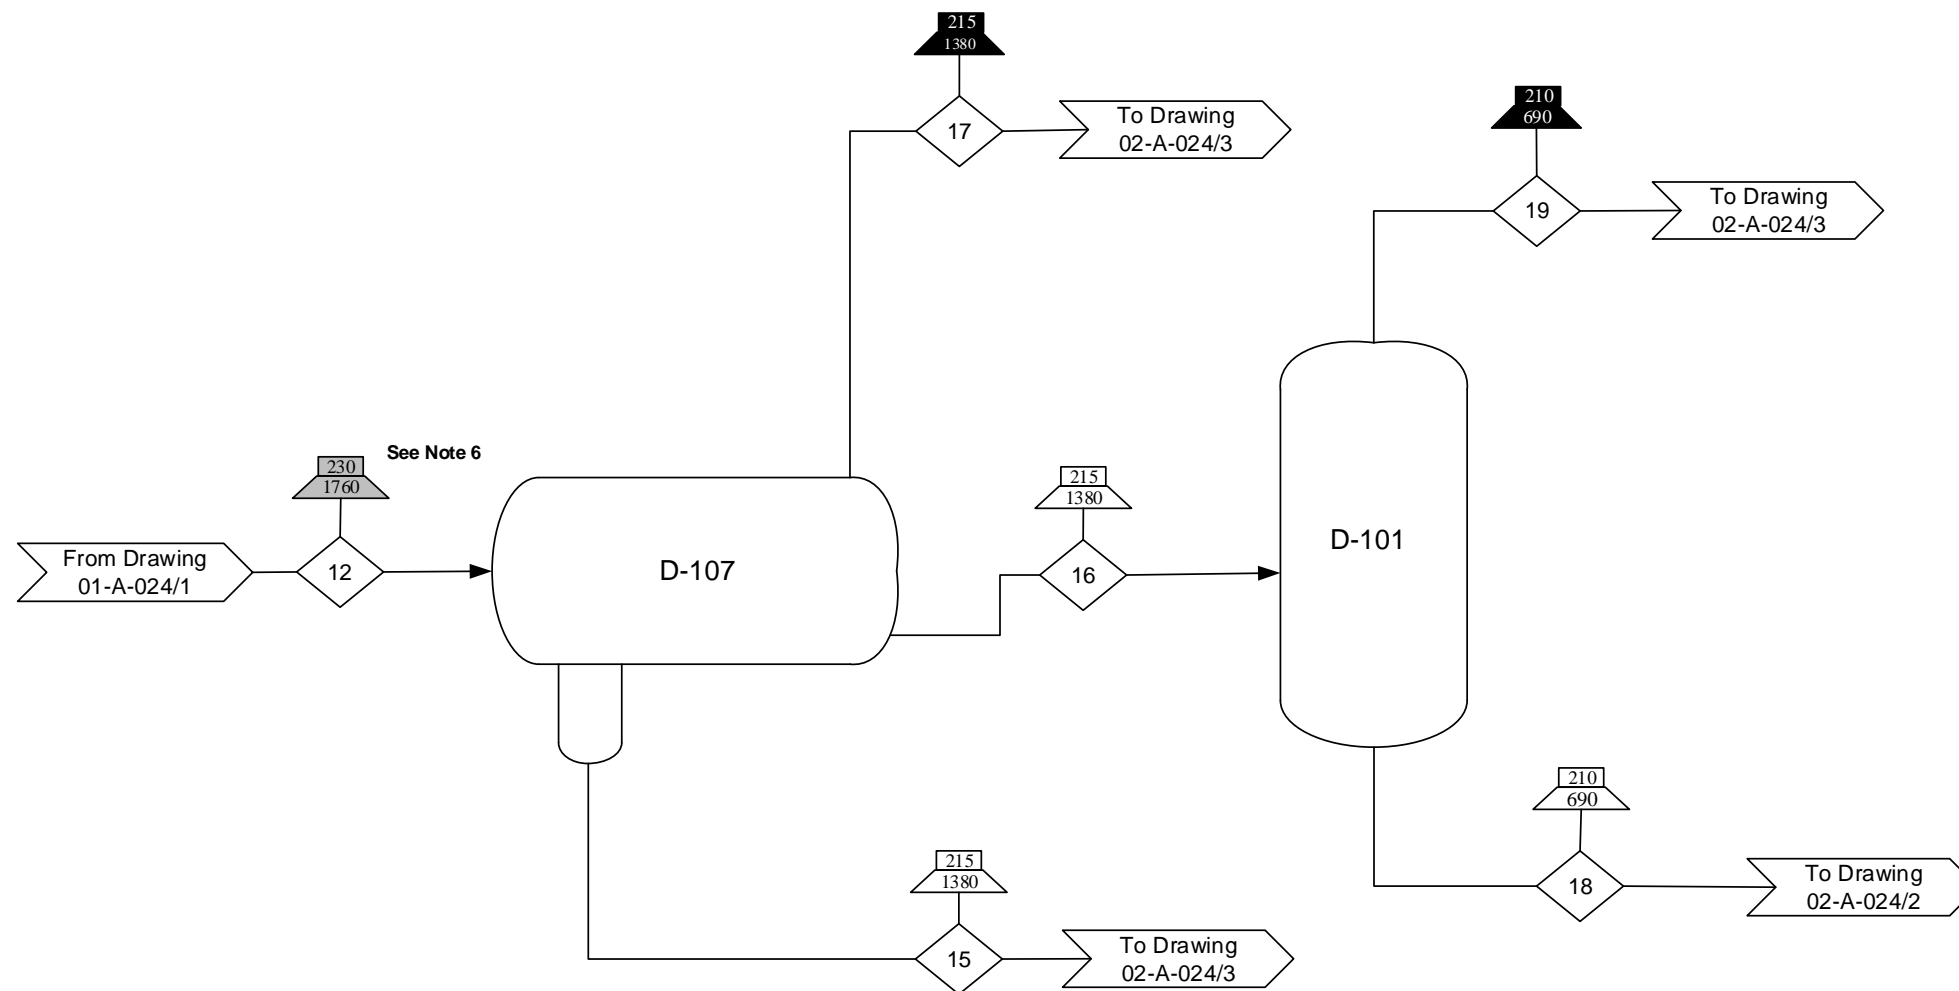 215
1380
17
To Drawing
02-A-024/3
210
690
19
To Drawing
02-A-024/3
See Note 6
230
1760
From Drawing
01-A-024/1
12
D-107
215
1380
16
D-101
210
690
18
To Drawing
02-A-024/2
215
1380
15
To Drawing
02-A-024/3